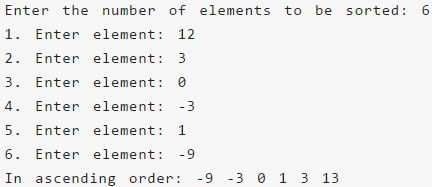 Enter the number of elements to be sorted: 6
1. Enter element: 12
2. Enter element: 3
3. Enter element: 0
4. Enter element: -3
5. Enter element: 1
6. Enter element: -9
In ascending order: -9 -3 0 1 3 13